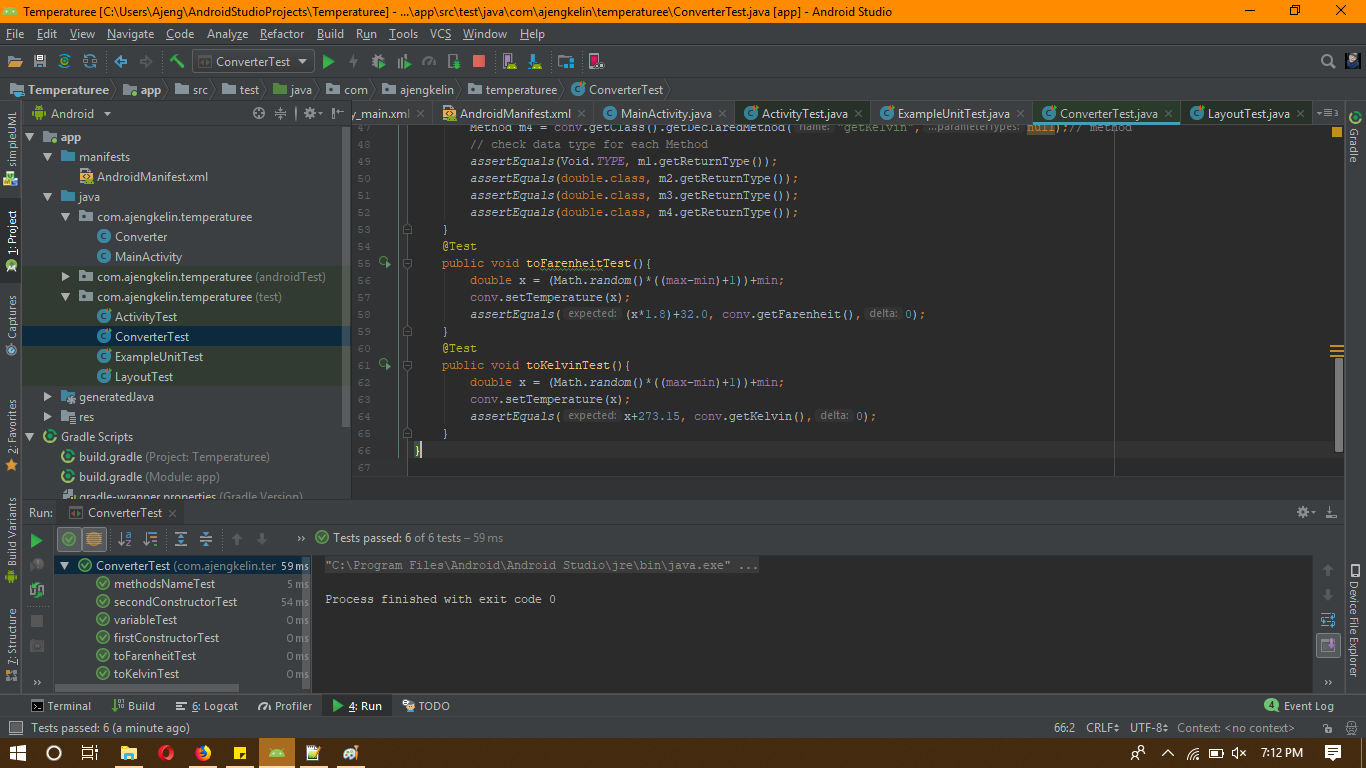 Temperaturee [C:\Users\Ajeng\AndroidStudioProjects\Temperaturee] - ...\app\src\test\java\com\ajengkelin\temperaturee\ConverterTest.java [app] - Android Studio
File Edit View Navigate Code Analyze Refactor Build Run Tools VCS Window Help
ConverterTest
Temperaturee app src test java com ajengkelin temperaturee ConverterTest
Android
y_main.xml AndroidManifest.xml MainActivity.java ActivityTest.java ExampleUnitTest.java ConverterTest.java LayoutTest.java
simpleUML
1: Project
Captures
2: Favorites
Build Variants
7: Structure
app
manifests
AndroidManifest.xml
java
com.ajengkelin.temperaturee
Converter
MainActivity
com.ajengkelin.temperaturee (androidTest)
com.ajengkelin.temperaturee (test)
ActivityTest
ConverterTest
ExampleUnitTest
LayoutTest
generatedJava
res
Gradle Scripts
build.gradle (Project: Temperaturee)
build.gradle (Module: app)
gradle-wrapper.properties (Gradle Version)
47 Method m4 = conv.getClass().getDeclaredMethod( name: "getKelvin", ...parameterTypes: null);// method
48 // check data type for each Method
49 assertEquals(Void.TYPE, m1.getReturnType());
50 assertEquals(double.class, m2.getReturnType());
51 assertEquals(double.class, m3.getReturnType());
52 assertEquals(double.class, m4.getReturnType());
53 }
54 @Test
55 public void toFarenheitTest(){
56 double x = (Math.random()*((max-min)+1))+min;
57 conv.setTemperature(x);
58 assertEquals( expected: (x*1.8)+32.0, conv.getFarenheit(), delta: 0);
59 }
60 @Test
61 public void toKelvinTest(){
62 double x = (Math.random()*((max-min)+1))+min;
63 conv.setTemperature(x);
64 assertEquals( expected: x+273.15, conv.getKelvin(), delta: 0);
65 }
66 }
67
Gradle
Device File Explorer
Run: ConverterTest
Tests passed: 6 of 6 tests – 59 ms
ConverterTest (com.ajengkelin.ter 59 ms
methodsNameTest 5 ms
secondConstructorTest 54 ms
variableTest 0 ms
firstConstructorTest 0 ms
toFarenheitTest 0 ms
toKelvinTest 0 ms
"C:\Program Files\Android\Android Studio\jre\bin\java.exe" ...
Process finished with exit code 0
Terminal Build 6: Logcat Profiler 4: Run TODO 4 Event Log
Tests passed: 6 (a minute ago) 66:2 CRLF UTF-8 Context: <no context>
7:12 PM